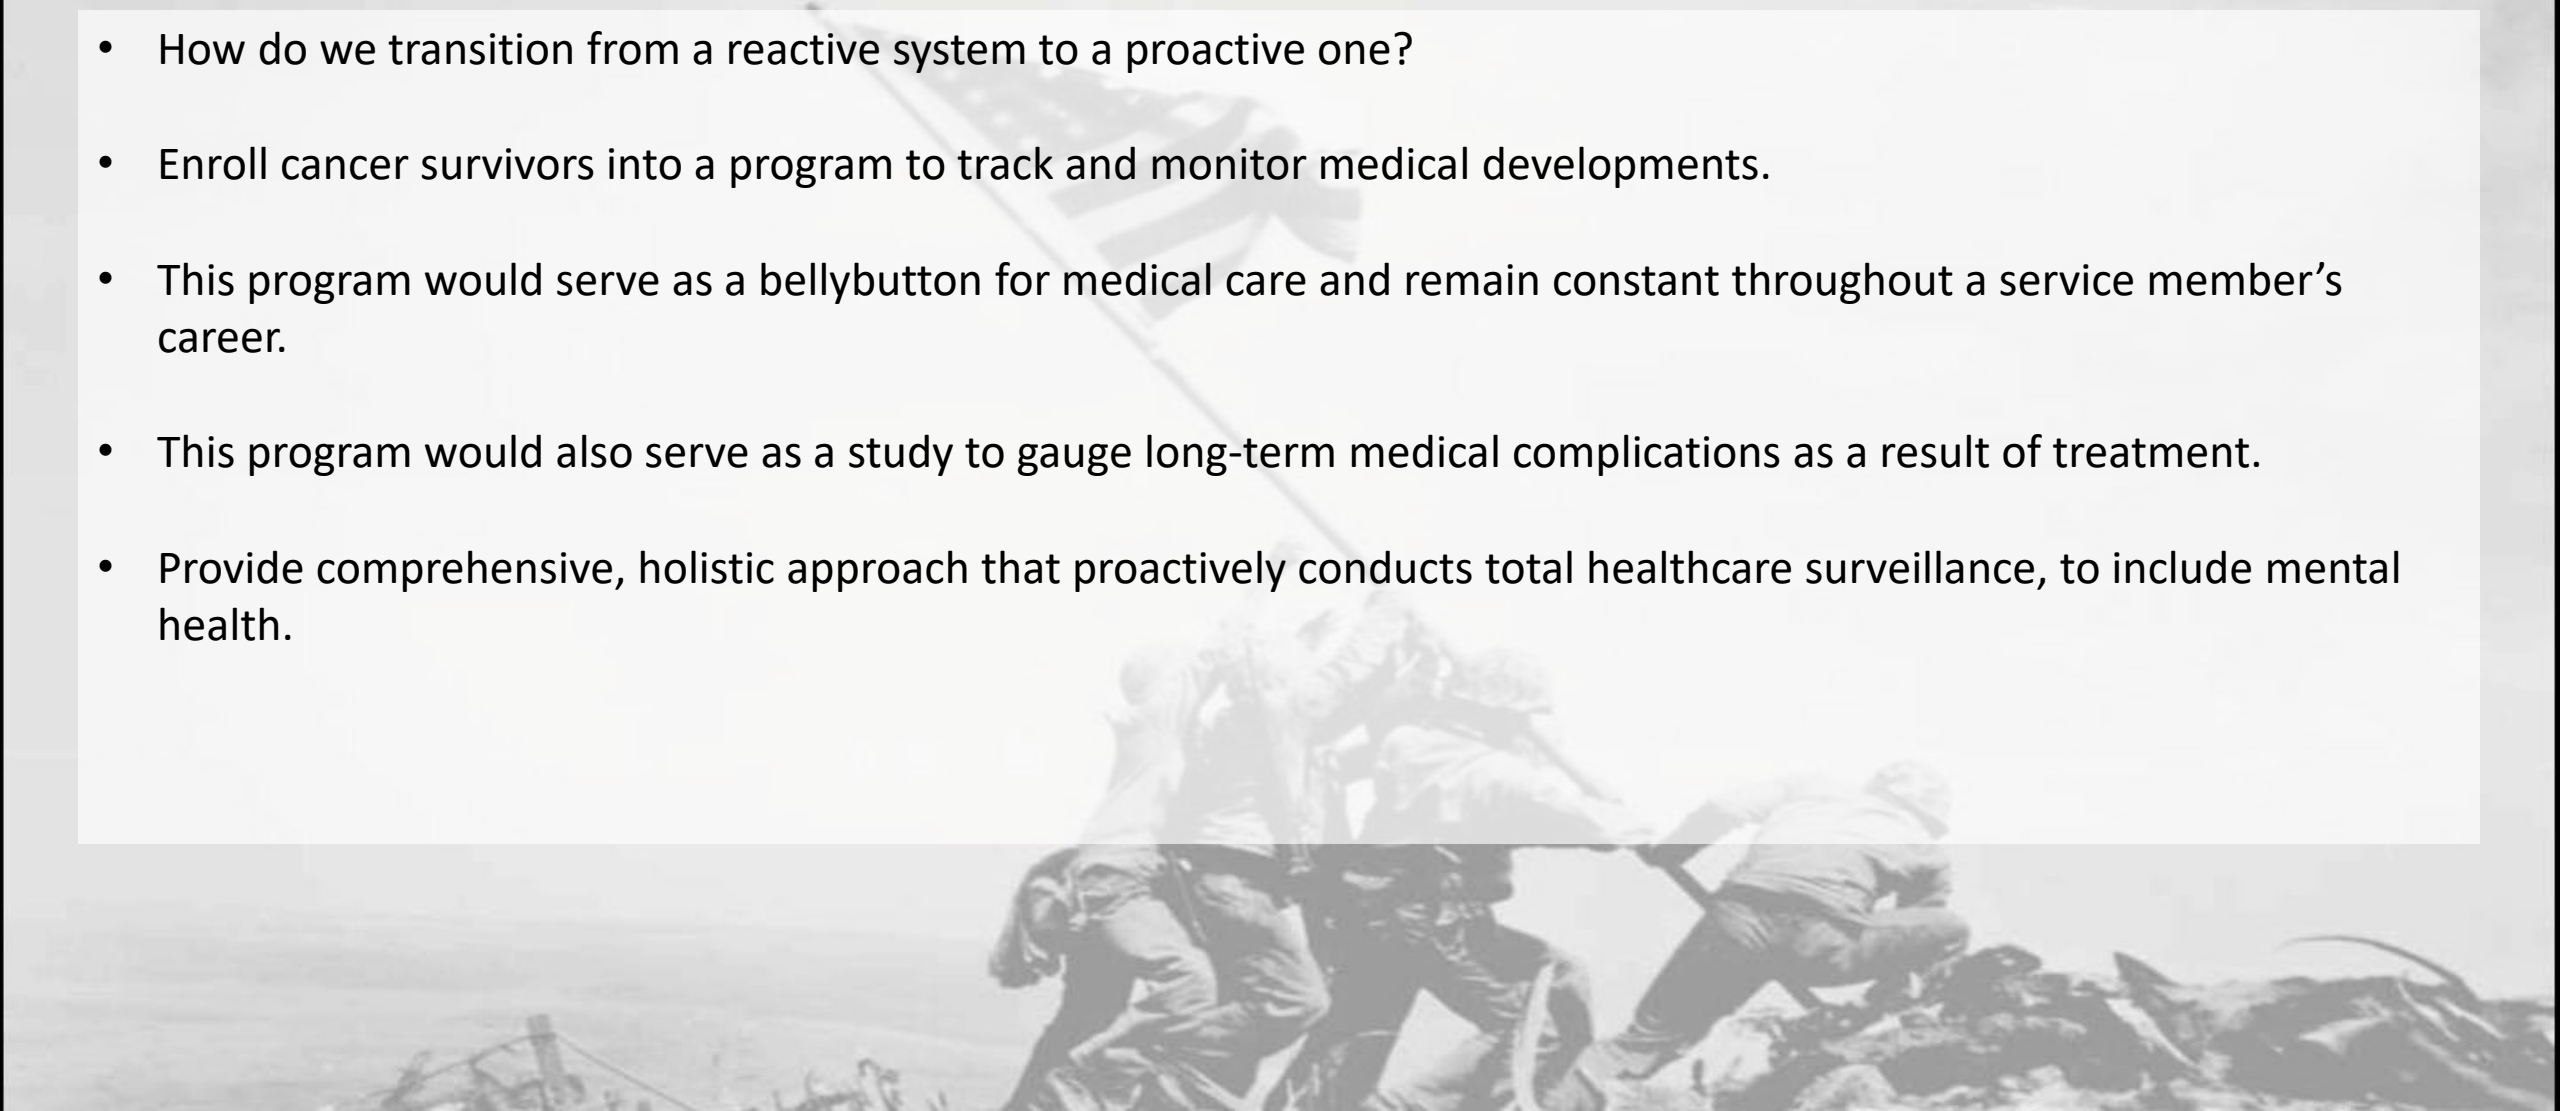 • How do we transition from a reactive system to a proactive one?
• Enroll cancer survivors into a program to track and monitor medical developments.
• This program would serve as a bellybutton for medical care and remain constant throughout a service member’s
career.
• This program would also serve as a study to gauge long-term medical complications as a result of treatment.
• Provide comprehensive, holistic approach that proactively conducts total healthcare surveillance, to include mental
health.